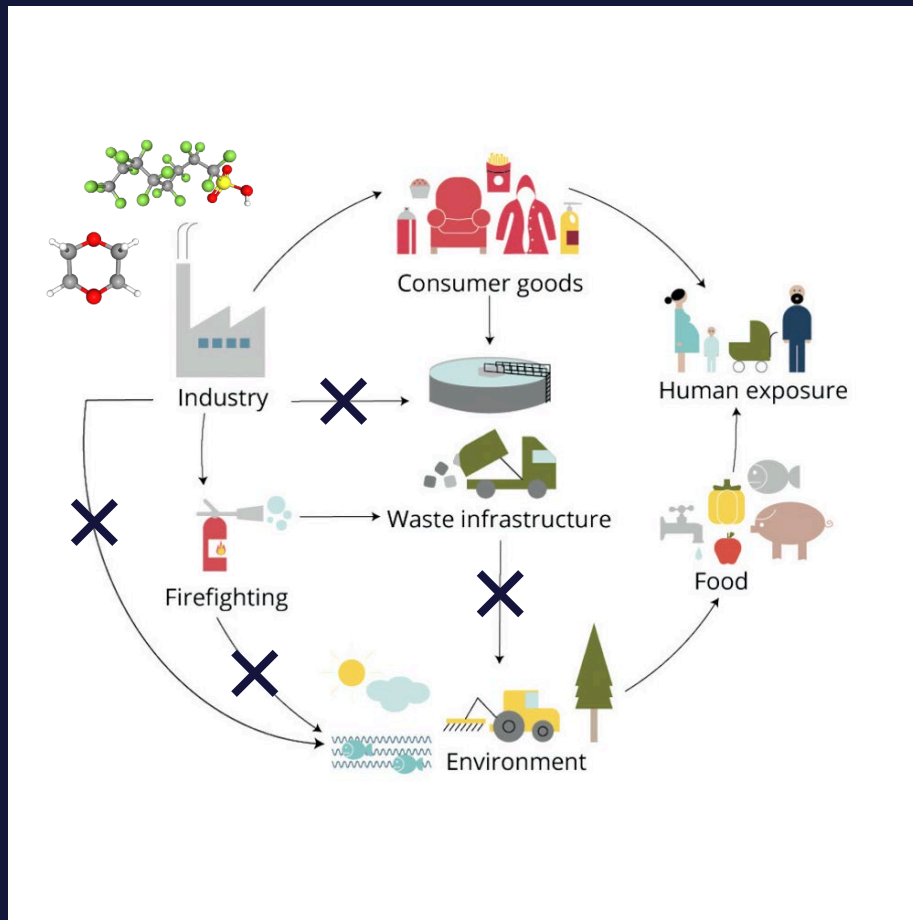 Consumer goods
Industry
Human exposure
Waste infrastructure
Firefighting
Food
Environment